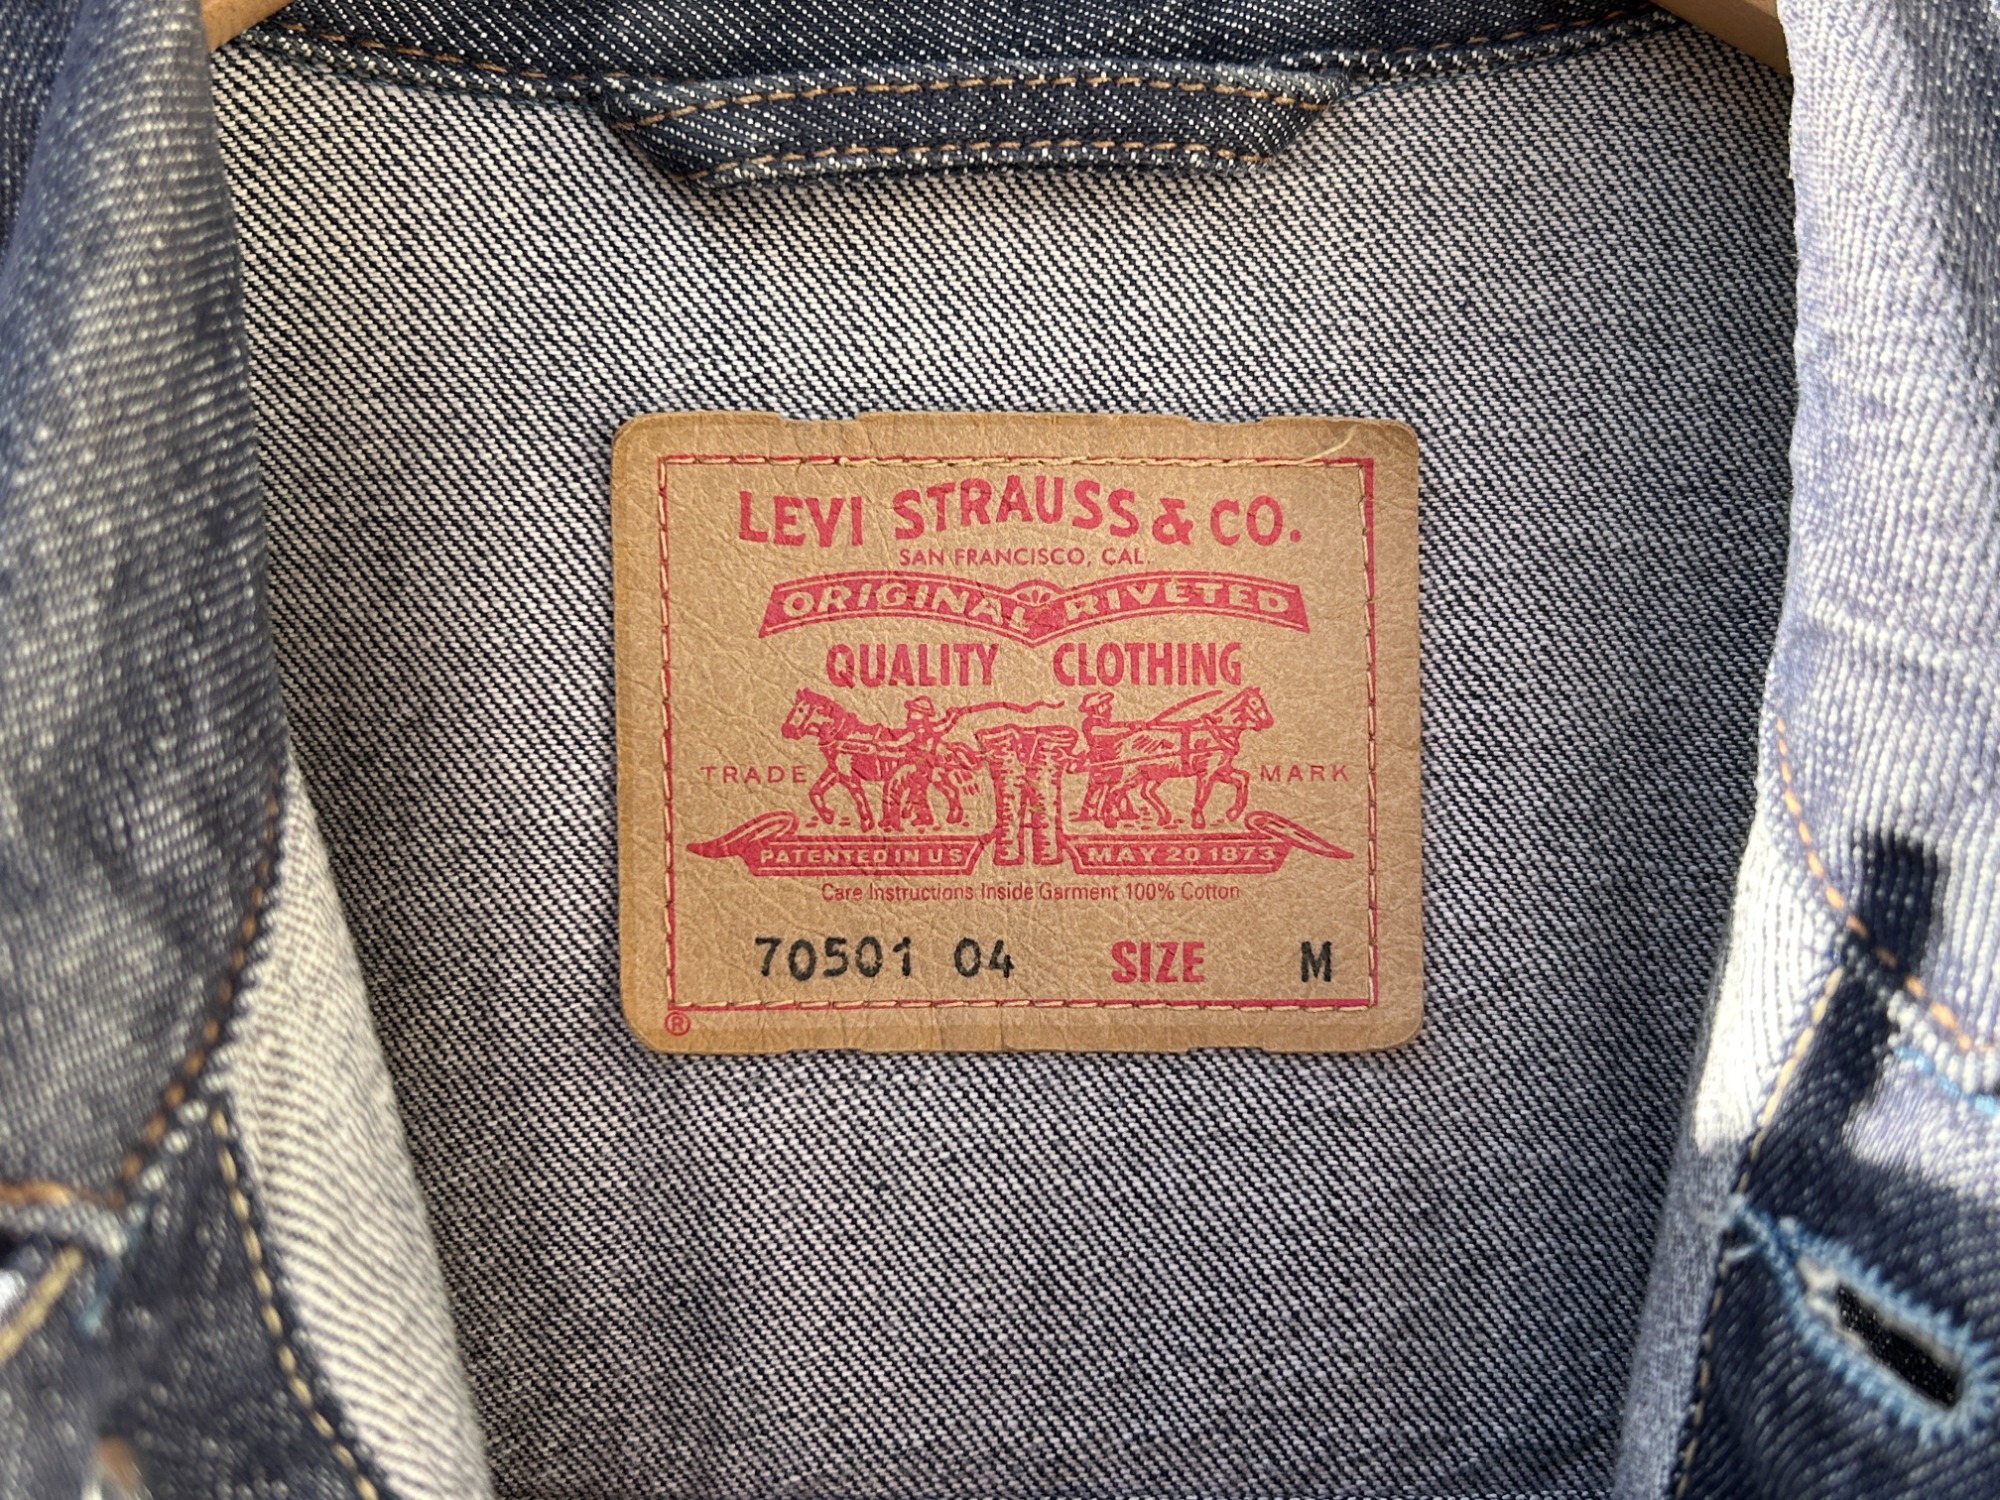 LEVI STRAUSS & CO.
SAN FRANCISCO, CAL.
ORIGINAL RIVETED
QUALITY CLOTHING
TRADE MARK
PATENTED IN US MAY 20 1873
Care Instructions Inside Garment 100% Cotton
70501 04 SIZE M
®